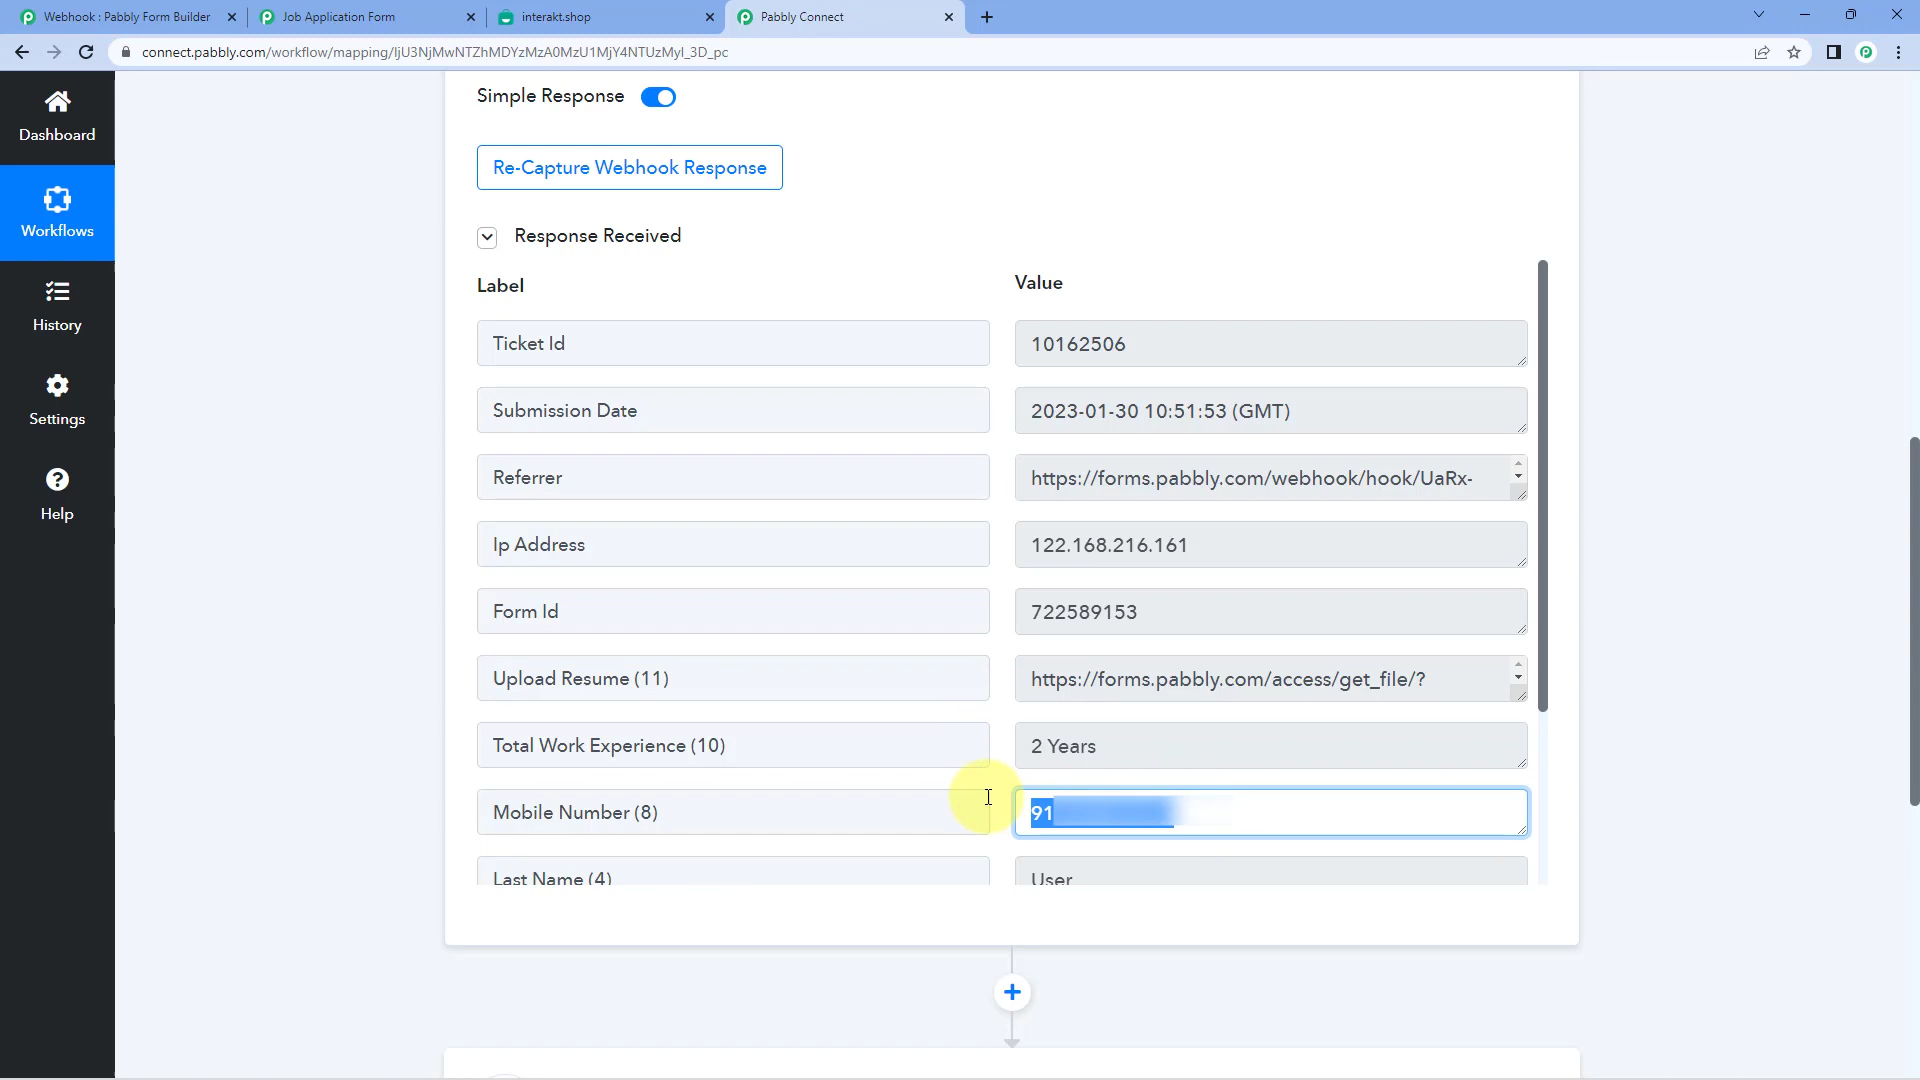 Webhook : Pabbly Form Builder
Job Application Form
interakt.shop
Pabbly Connect
connect.pabbly.com/workflow/mapping/IjU3NjMwNTZhMDYzMzA0MzU1MjY4NTUzMyI_3D_pc
Dashboard
Workflows
History
Settings
Help
Simple Response
Re-Capture Webhook Response
Response Received
Label Value
Ticket Id 10162506
Submission Date 2023-01-30 10:51:53 (GMT)
Referrer https://forms.pabbly.com/webhook/hook/UaRx-
Ip Address 122.168.216.161
Form Id 722589153
Upload Resume (11) https://forms.pabbly.com/access/get_file/?
Total Work Experience (10) 2 Years
Mobile Number (8) 91
Last Name (4) User